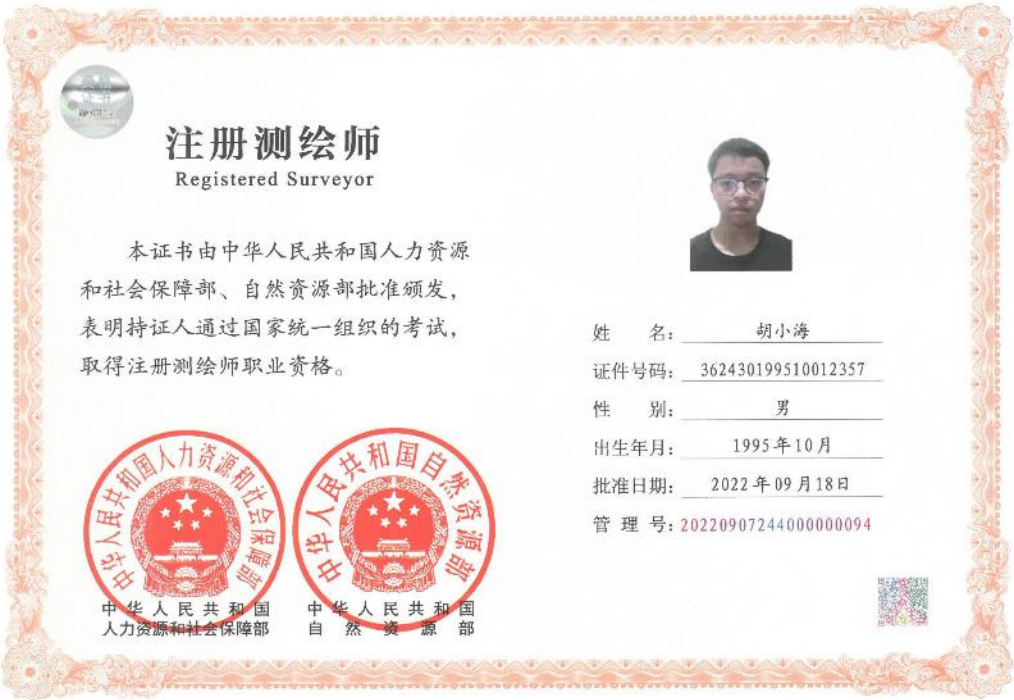 注册测绘师
Registered Surveyor
本证书由中华人民共和国人力资源
和社会保障部、自然资源部批准颁发，
表明持证人通过国家统一组织的考试，
取得注册测绘师职业资格。
中华人民共和国人力资源和社会保障部
中华人民共和国自然资源部
中华人民共和国
人力资源和社会保障部
中华人民共和国
自然资源部
姓名：胡小海
证件号码：362430199510012357
性别：男
出生年月：1995年10月
批准日期：2022年09月18日
管理号：20220907244000000094